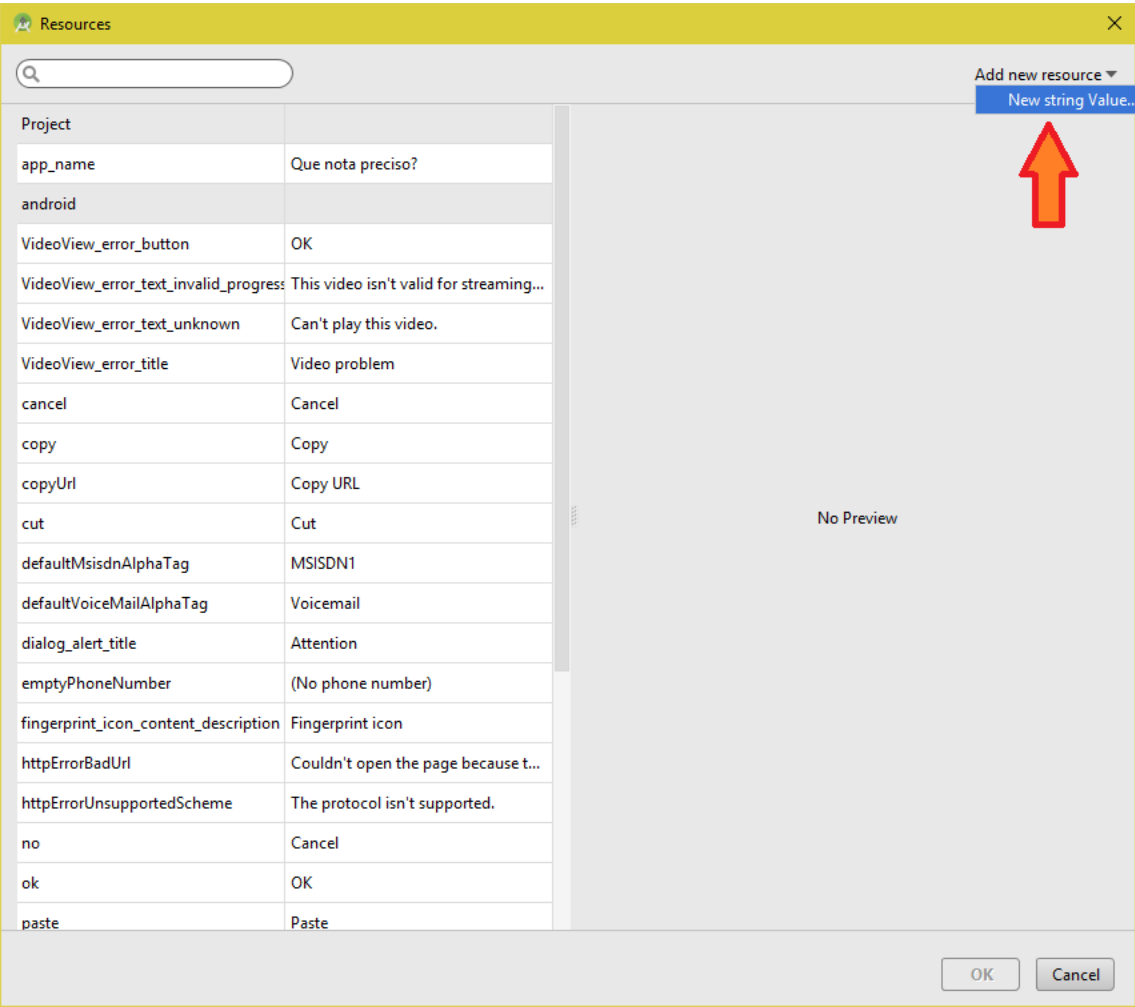 Resources
Add new resource
New string Value...
Project
app_name Que nota preciso?
android
VideoView_error_button OK
VideoView_error_text_invalid_progress This video isn't valid for streaming...
VideoView_error_text_unknown Can't play this video.
VideoView_error_title Video problem
cancel Cancel
copy Copy
copyUrl Copy URL
cut Cut
No Preview
defaultMsisdnAlphaTag MSISDN1
defaultVoiceMailAlphaTag Voicemail
dialog_alert_title Attention
emptyPhoneNumber (No phone number)
fingerprint_icon_content_description Fingerprint icon
httpErrorBadUrl Couldn't open the page because t...
httpErrorUnsupportedScheme The protocol isn't supported.
no Cancel
ok OK
paste Paste
OK Cancel